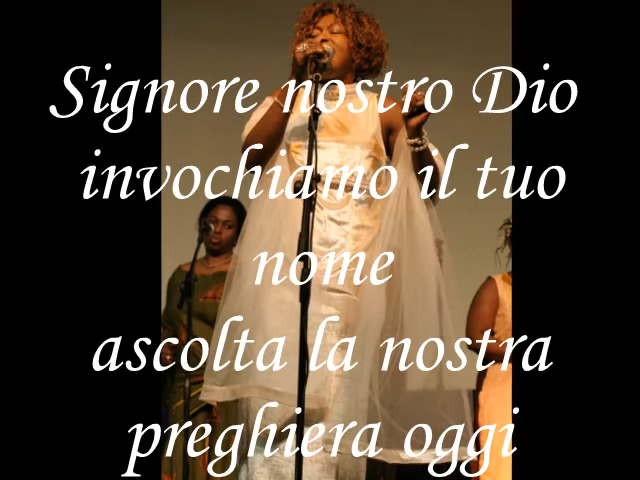 Signore nostro Dio
invochiamo il tuo
nome
ascolta la nostra
preghiera oggi